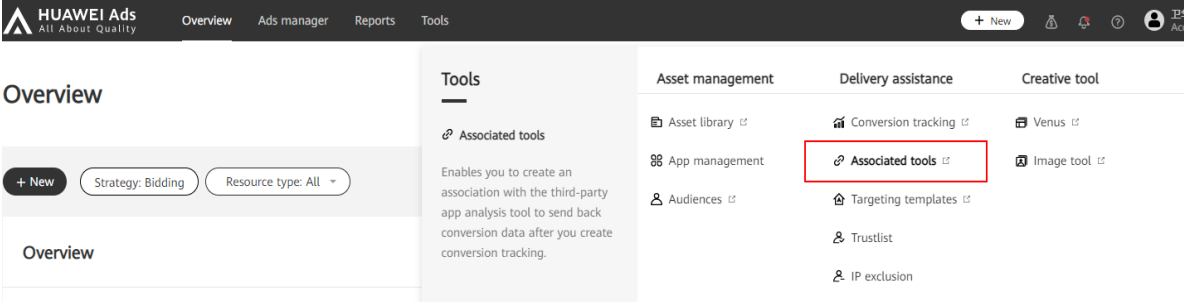 HUAWEI Ads
All About Quality
Overview
Ads manager
Reports
Tools
+ New
Overview
+ New
Strategy: Bidding
Resource type: All
Overview
Tools
Associated tools
Enables you to create an
association with the third-party
app analysis tool to send back
conversion data after you create
conversion tracking.
Asset management
Asset library
App management
Audiences
Delivery assistance
Conversion tracking
Associated tools
Targeting templates
Trustlist
IP exclusion
Creative tool
Venus
Image tool